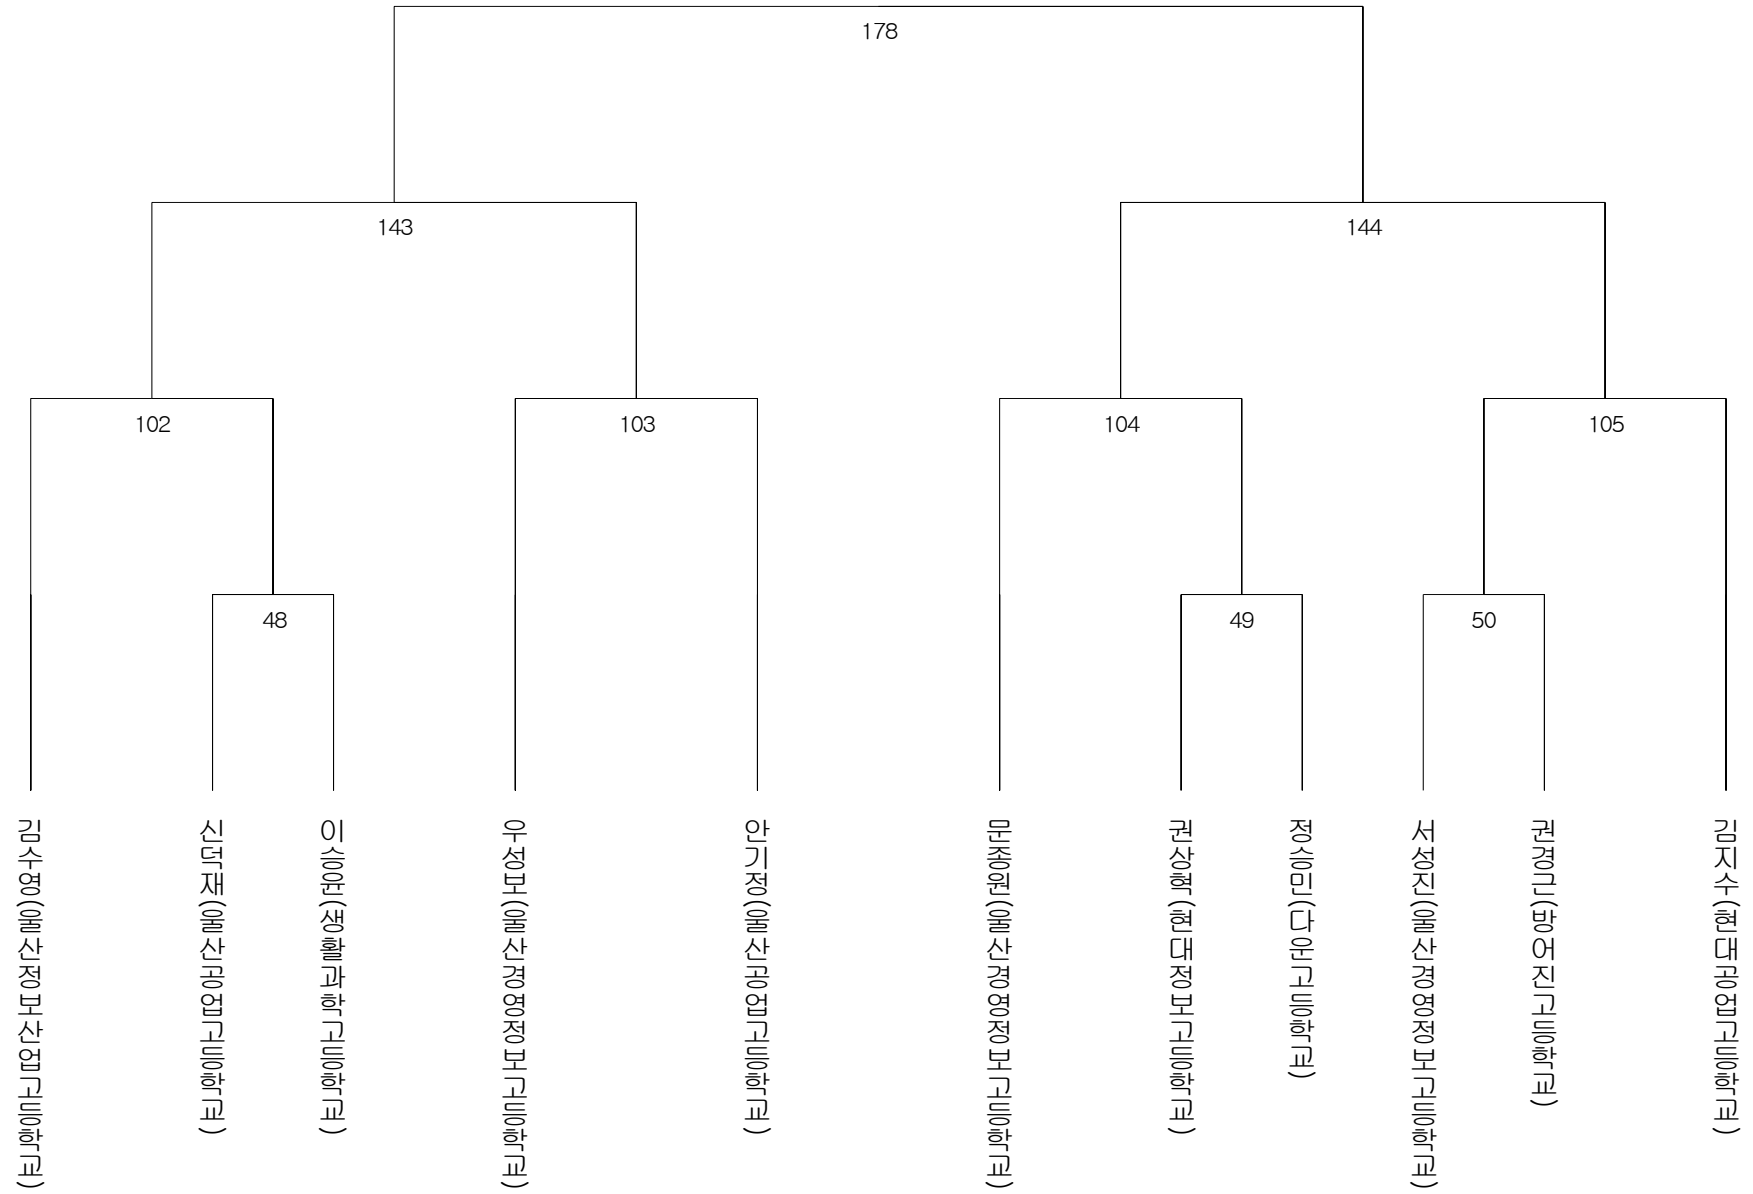 178
143
144
102
103
104
105
48
49
50
김수영(울산정보산업고등학교)
신덕재(울산공업고등학교)
이승윤(생활과학고등학교)
우성보(울산경영정보고등학교)
안기정(울산공업고등학교)
문종원(울산경영정보고등학교)
권상혁(현대정보고등학교)
정승민(다운고등학교)
서성진(울산경영정보고등학교)
권경근(방어진고등학교)
김지수(현대공업고등학교)